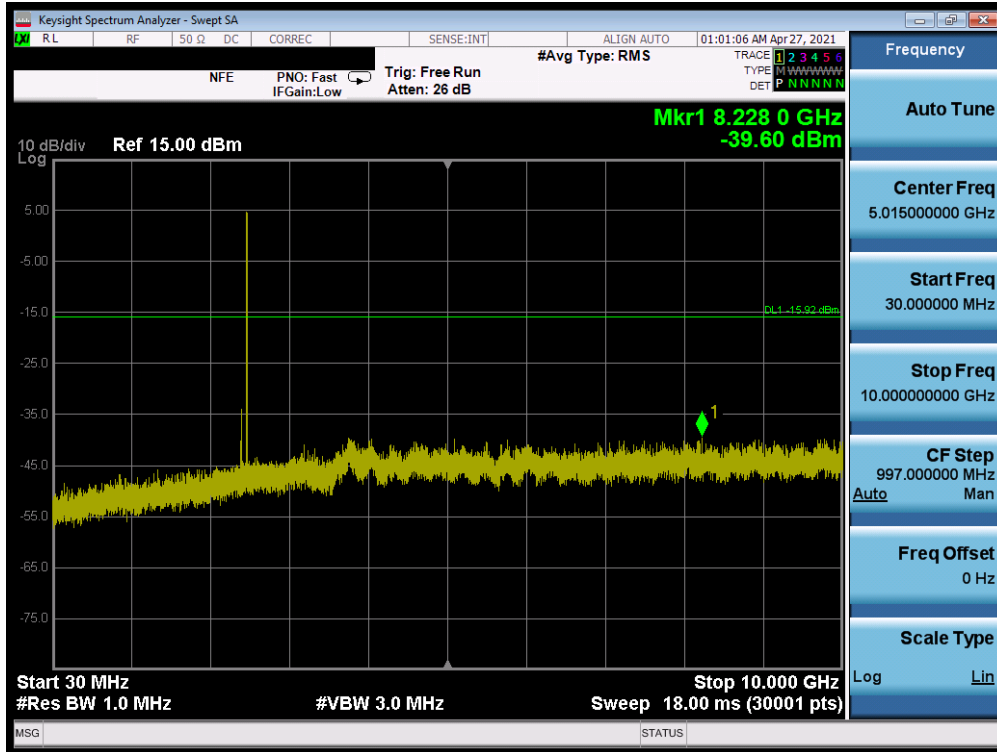 Keysight Spectrum Analyzer - Swept SA
LXI RL RF 50 Ω DC CORREC SENSE:INT ALIGN AUTO 01:01:06 AM Apr 27, 2021
NFE PNO: Fast Trig: Free Run #Avg Type: RMS TRACE 1 2 3 4 5 6
IFGain:Low Atten: 26 dB TYPE M WWWWW
DET P N N N N N
Mkr1 8.228 0 GHz
-39.60 dBm
10 dB/div Ref 15.00 dBm
Log
5.00
-5.00
-15.0
DL1 -15.92 dBm
-25.0
-35.0
1
-45.0
-55.0
-65.0
-75.0
Start 30 MHz Stop 10.000 GHz
#Res BW 1.0 MHz #VBW 3.0 MHz Sweep 18.00 ms (30001 pts)
MSG STATUS
Frequency
Auto Tune
Center Freq
5.015000000 GHz
Start Freq
30.000000 MHz
Stop Freq
10.000000000 GHz
CF Step
997.000000 MHz
Auto Man
Freq Offset
0 Hz
Scale Type
Log Lin